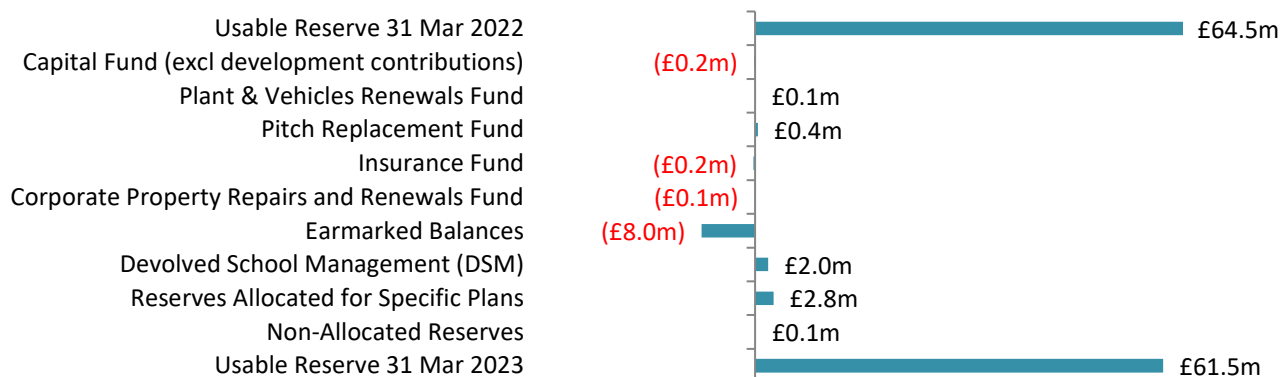 Usable Reserve 31 Mar 2022 £64.5m
Capital Fund (excl development contributions) (£0.2m)
Plant & Vehicles Renewals Fund £0.1m
Pitch Replacement Fund £0.4m
Insurance Fund (£0.2m)
Corporate Property Repairs and Renewals Fund (£0.1m)
Earmarked Balances (£8.0m)
Devolved School Management (DSM) £2.0m
Reserves Allocated for Specific Plans £2.8m
Non-Allocated Reserves £0.1m
Usable Reserve 31 Mar 2023 £61.5m